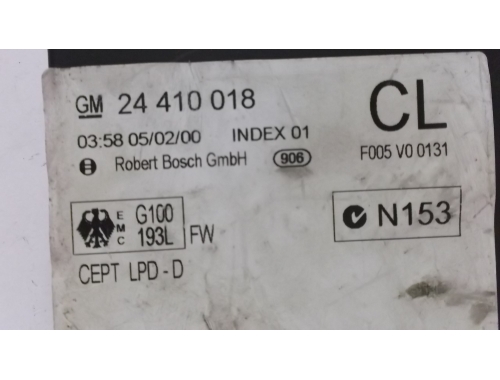 GM 24 410 018 CL
03:58 05/02/00 INDEX 01
Robert Bosch GmbH 906 F005 V0 0131
EMC G100 193L FW N153
CEPT LPD - D